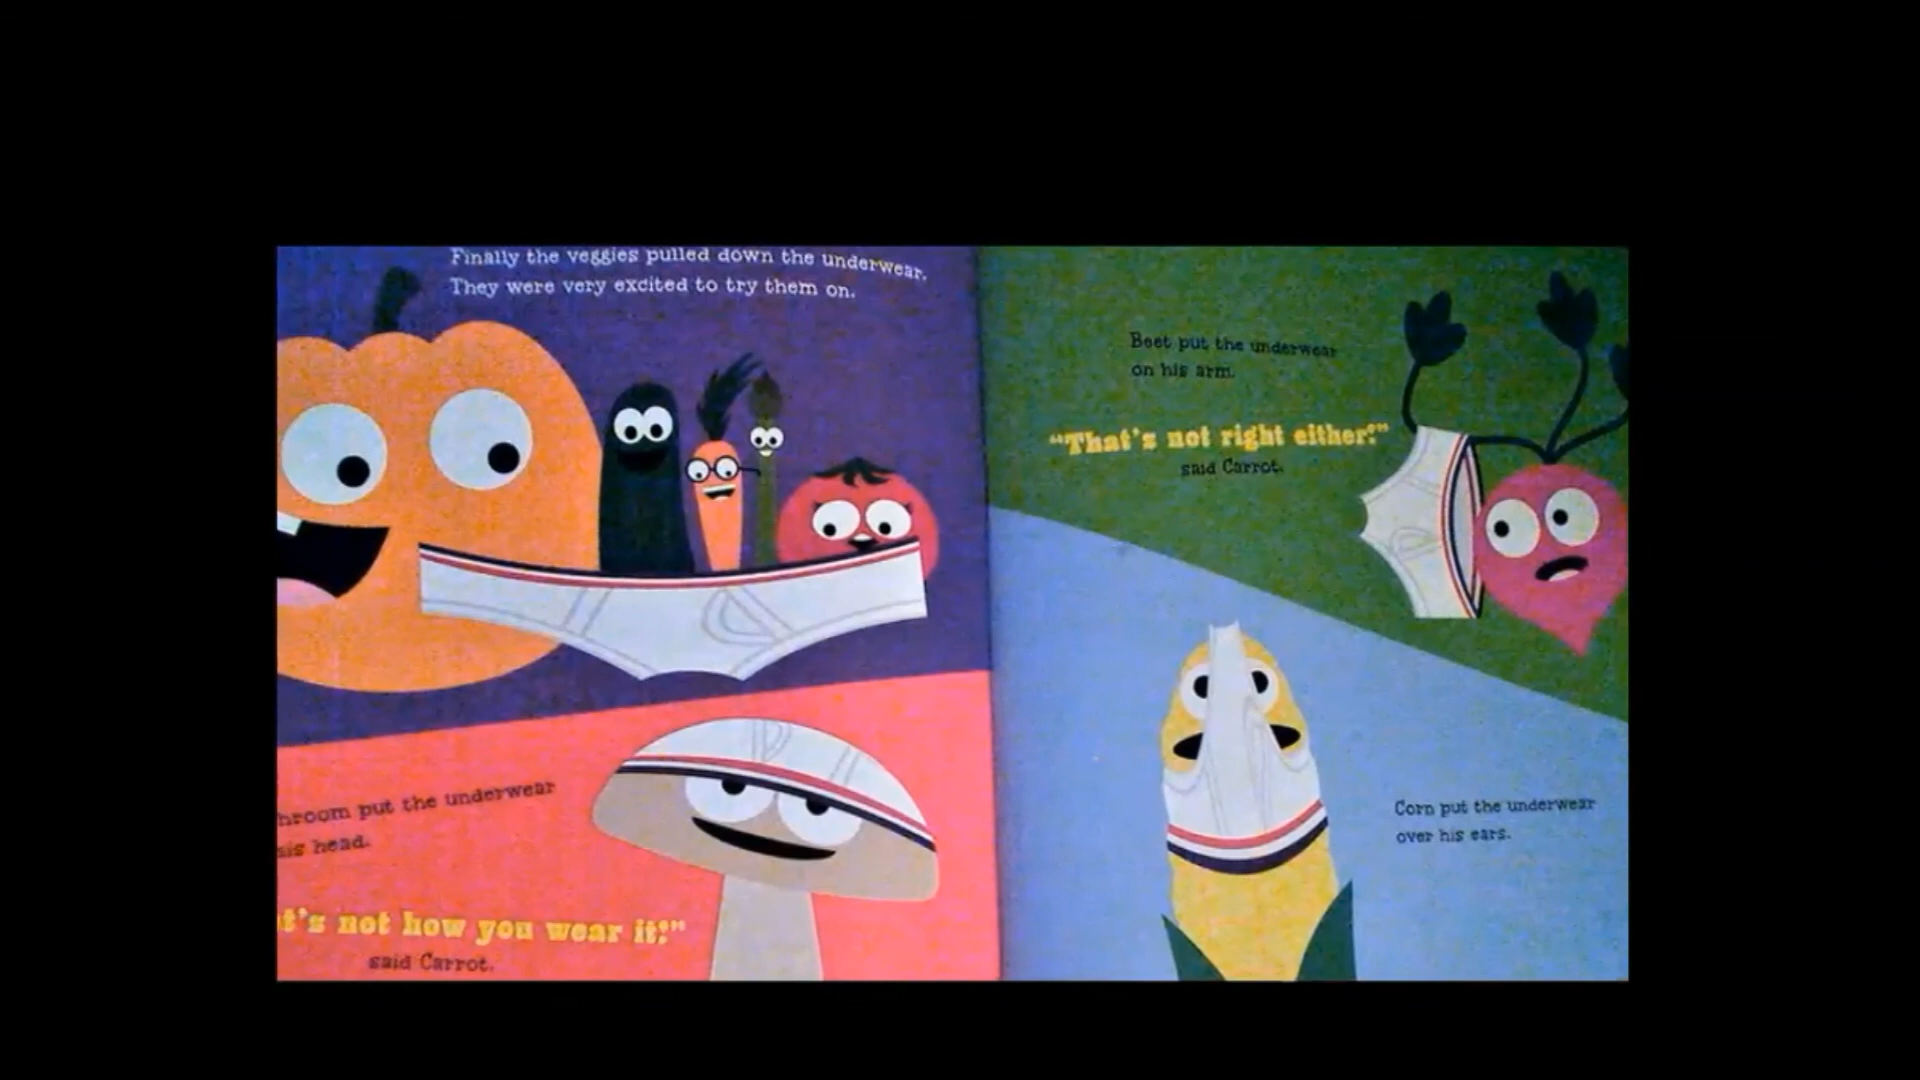 Finally the veggies pulled down the underwear.
They were very excited to try them on.
hroom put the underwear
his head.
t's not how you wear it!"
said Carrot.
Beet put the underwear
on his arm.
"That's not right either!"
said Carrot.
Corn put the underwear
over his ears.